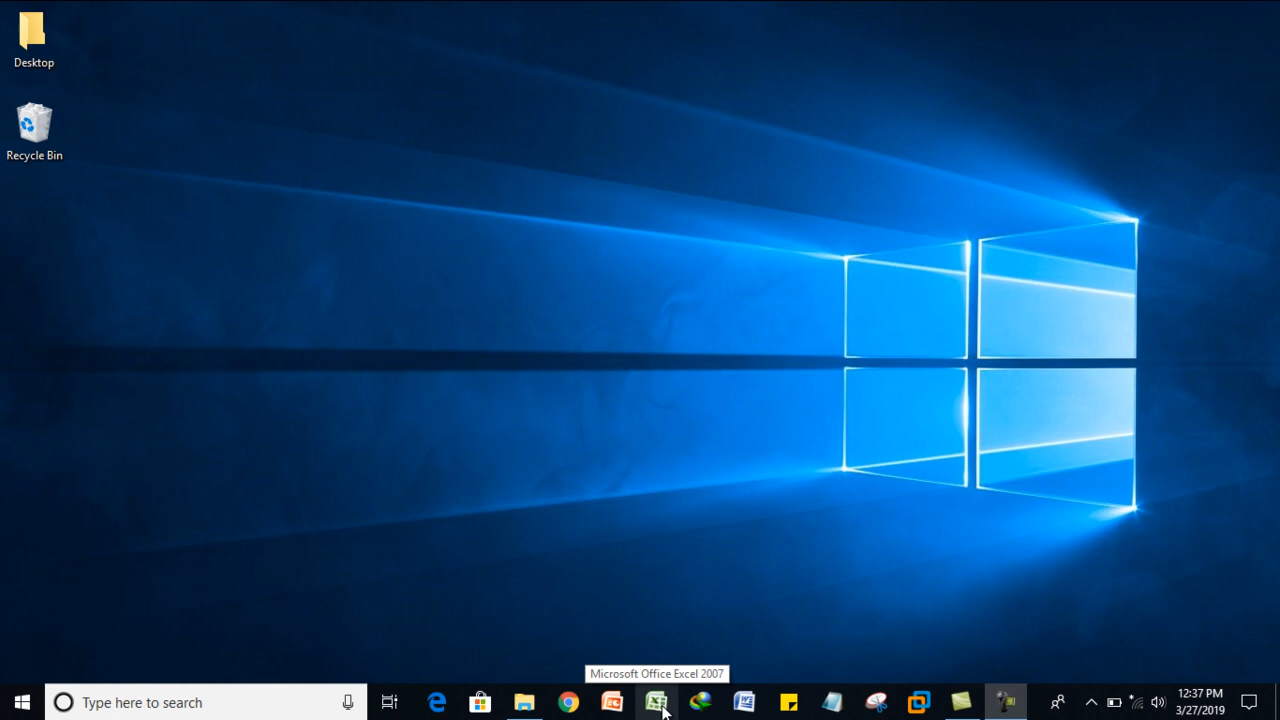 Desktop
Recycle Bin
Microsoft Office Excel 2007
Type here to search
12:37 PM
3/27/2019